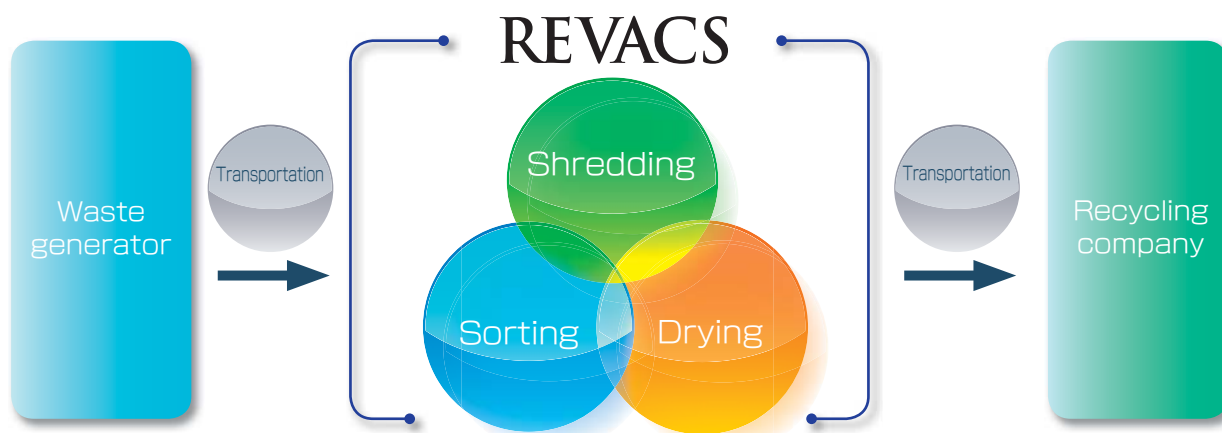 REVACS
Waste
generator
Transportation
Shredding
Sorting
Drying
Transportation
Recycling
company